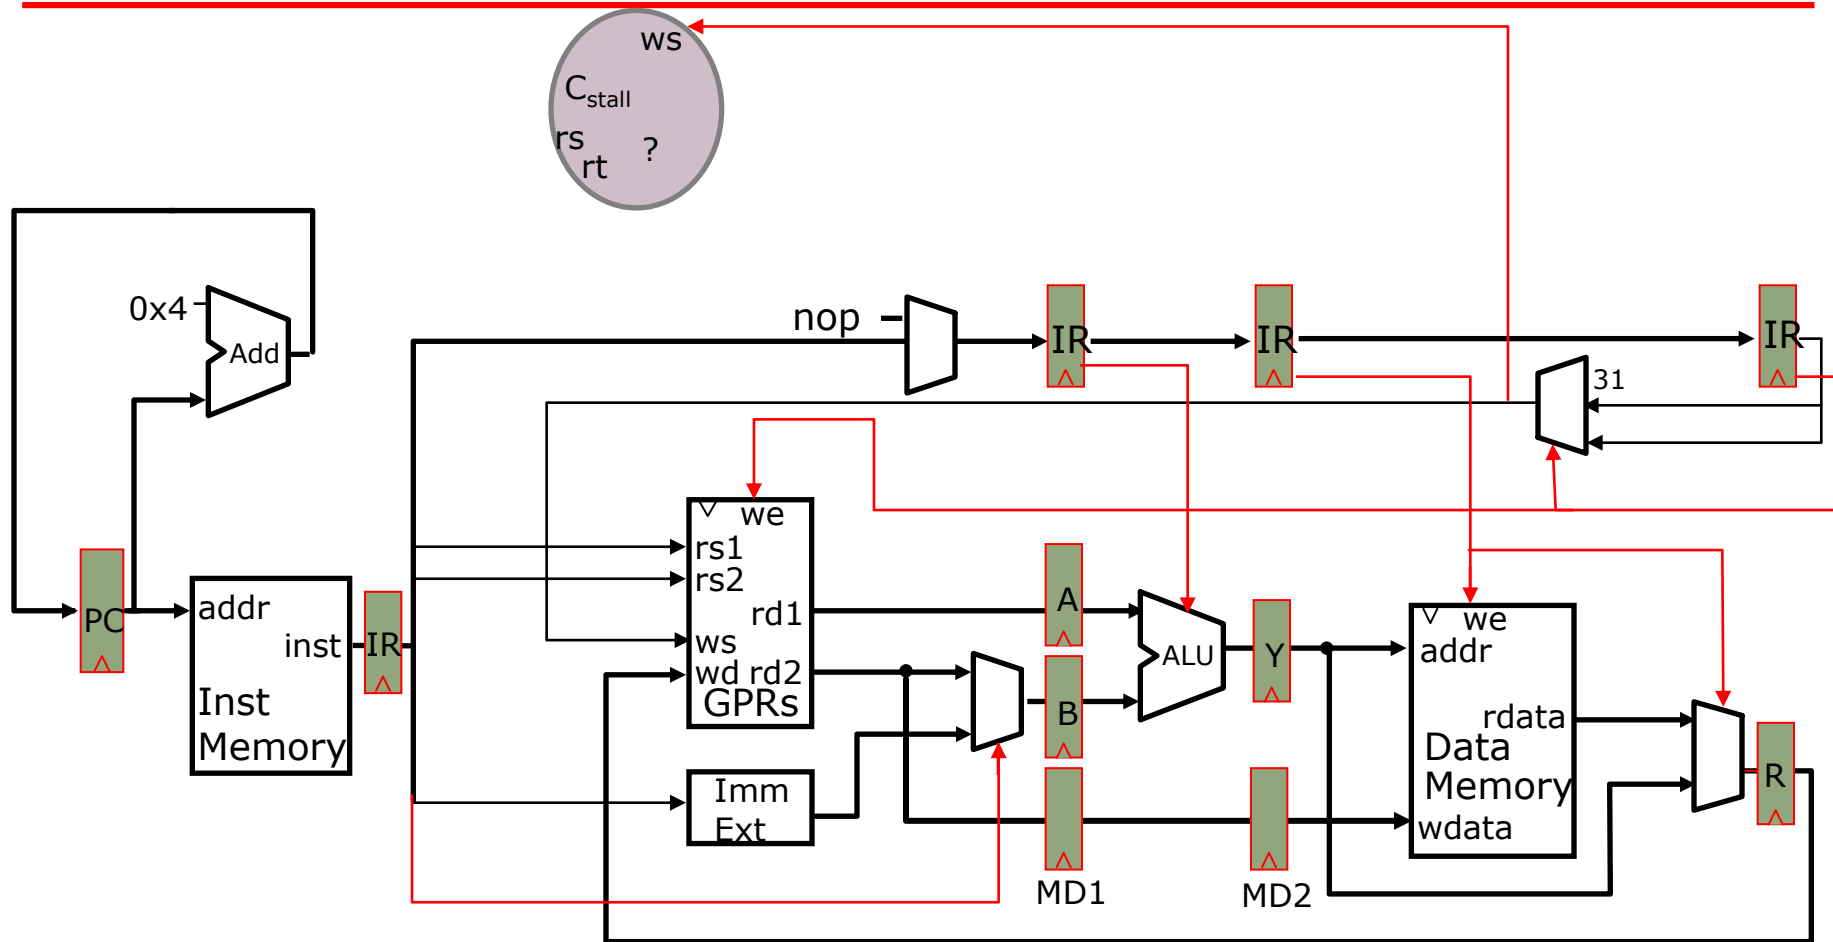 ws
C stall
rs
rt
?
0x4
Add
nop
IR
IR
IR
31
PC
addr
inst
Inst
Memory
IR
we
rs1
rs2
rd1
ws
wd rd2
GPRs
Imm
Ext
A
B
MD1
ALU
Y
MD2
we
addr
rdata
Data
Memory
wdata
R